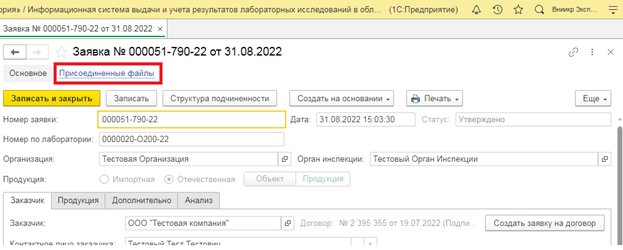 ория» / Информационная система выдачи и учета результатов лабораторных исследований в обл... (1С:Предприятие) Вниикр Эксп...
Заявка № 000051-790-22 от 31.08.2022 ×
Заявка № 000051-790-22 от 31.08.2022
Основное Присоединенные файлы
Записать и закрыть Записать Структура подчиненности Создать на основании Печать Еще
Номер заявки: 000051-790-22 Дата: 31.08.2022 15:03:30 Статус: Утверждено
Номер по лаборатории: 0000020-О200-22
Организация: Тестовая Организация Орган инспекции: Тестовый Орган Инспекции
Продукция: Импортная Отечественная Объект Продукция
Заказчик Продукция Дополнительно Анализ
Заказчик: ООО "Тестовая компания" Договор: № 2 395 355 от 19.07.2022 (Подпи... Создать заявку на договор
Контактное лицо заказчика: Тестовый Тест Тестович